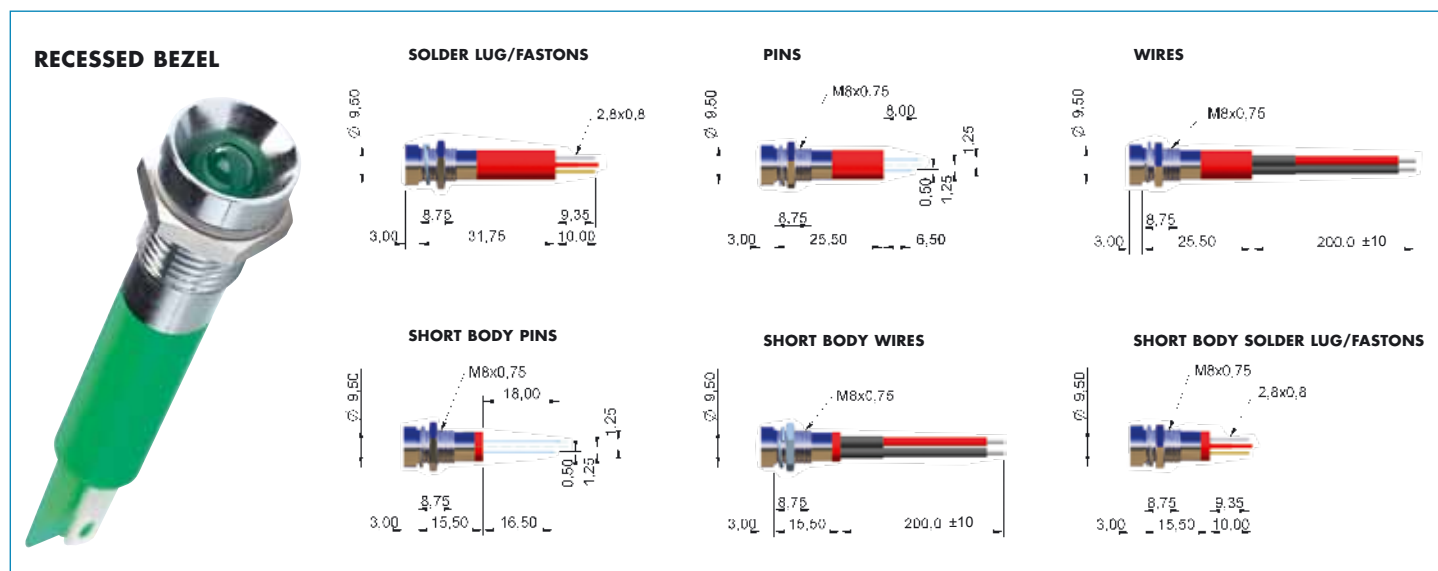 RECESSED BEZEL
SOLDER LUG/FASTONS
Ø 9,50
2,8x0,8
8,75
9,35
3,00
31,75
10,00
PINS
M8x0,75
Ø 9,50
8,00
1,25
0,50
1,25
8,75
3,00
25,50
6,50
WIRES
M8x0,75
Ø 9,50
8,75
3,00
25,50
200,0 ±10
SHORT BODY PINS
M8x0,75
Ø 9,50
18,00
1,25
0,50
1,25
8,75
3,00
15,50
16,50
SHORT BODY WIRES
Ø 9,50
M8x0,75
8,75
3,00
15,50
200,0 ±10
SHORT BODY SOLDER LUG/FASTONS
M8x0,75
Ø 9,50
2,8x0,8
8,75
9,35
3,00
15,50
10,00